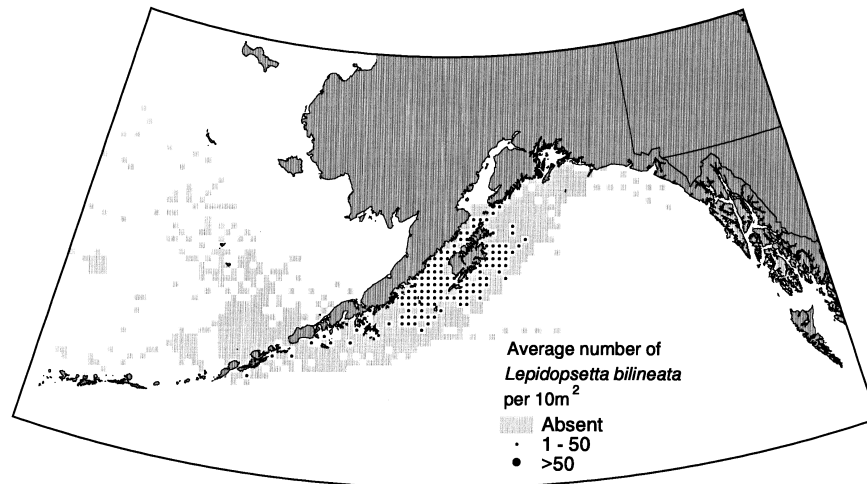 Average number of
Lepidopsetta bilineata
per 10m²
Absent
1 - 50
>50